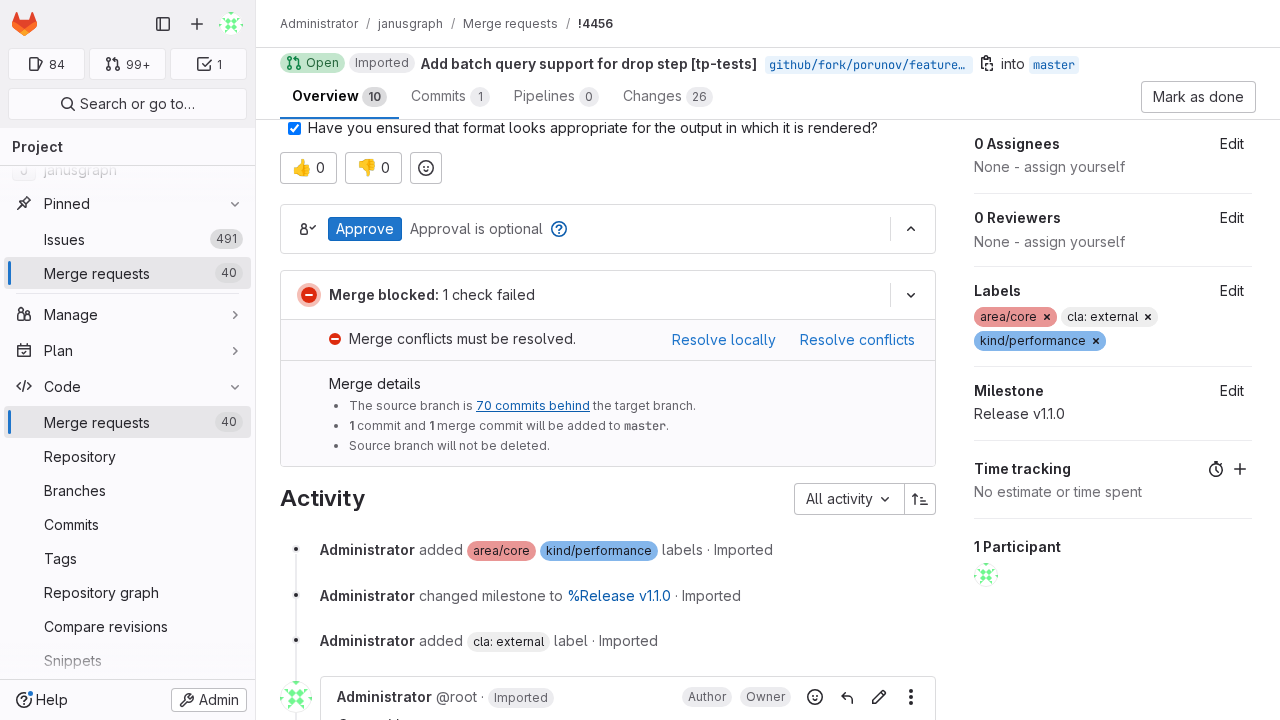 Administrator / janusgraph / Merge requests / !4456
84
99+
1
Search or go to…
Project
J janusgraph
Pinned
Issues 491
Merge requests 40
Manage
Plan
Code
Merge requests 40
Repository
Branches
Commits
Tags
Repository graph
Compare revisions
Snippets
Help
Admin
Open Imported Add batch query support for drop step [tp-tests] github/fork/porunov/feature… into master
Overview 10 Commits 1 Pipelines 0 Changes 26 Mark as done
Have you ensured that format looks appropriate for the output in which it is rendered?
👍 0 👎 0
Approve Approval is optional
Merge blocked: 1 check failed
Merge conflicts must be resolved. Resolve locally Resolve conflicts
Merge details
• The source branch is 70 commits behind the target branch.
• 1 commit and 1 merge commit will be added to master.
• Source branch will not be deleted.
Activity All activity
Administrator added area/core kind/performance labels · Imported
Administrator changed milestone to %Release v1.1.0 · Imported
Administrator added cla: external label · Imported
Administrator @root · Imported Author Owner
0 Assignees Edit
None - assign yourself
0 Reviewers Edit
None - assign yourself
Labels Edit
area/core × cla: external ×
kind/performance ×
Milestone Edit
Release v1.1.0
Time tracking
No estimate or time spent
1 Participant